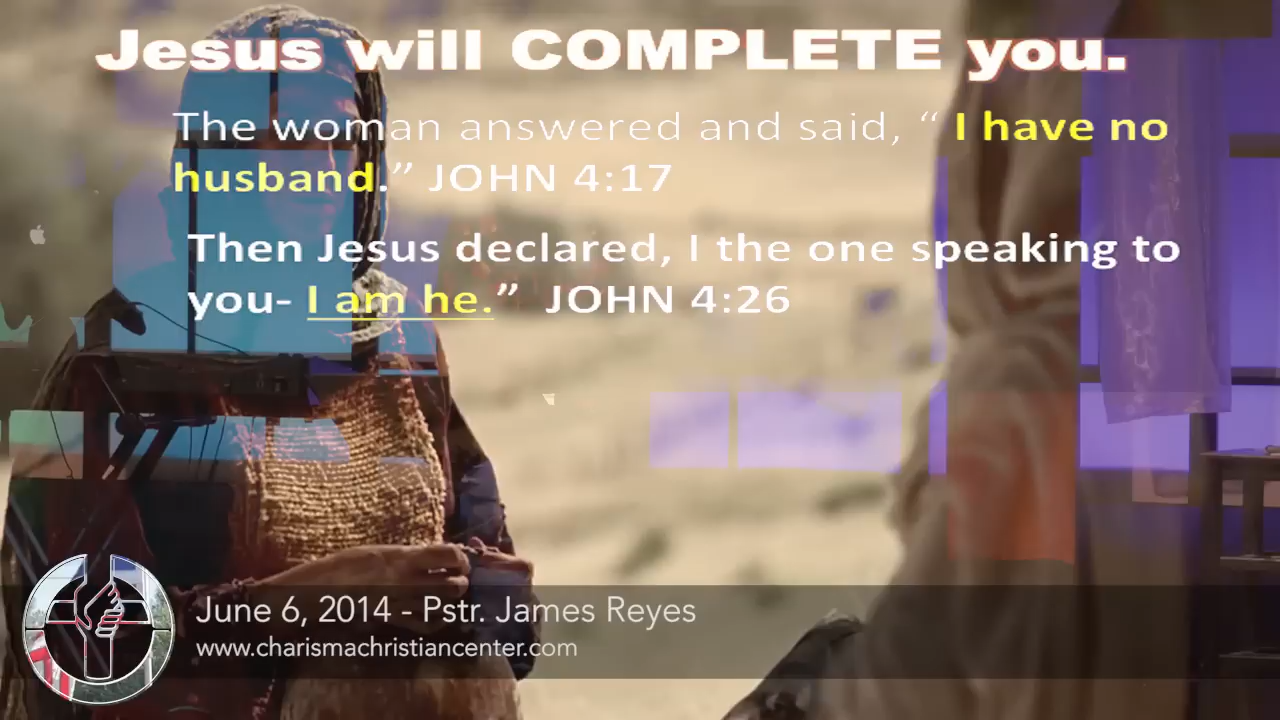 Jesus will COMPLETE you.
The woman answered and said, “ I have no
husband.” JOHN 4:17
Then Jesus declared, I the one speaking to
you- I am he.” JOHN 4:26
June 6, 2014 - Pstr. James Reyes
www.charismachristiancenter.com